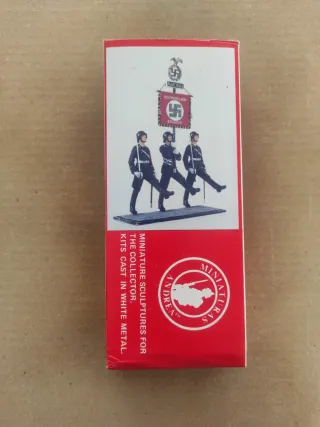 MINIATURE SCULPTURES FOR
THE COLLECTOR.
KITS CAST IN WHITE METAL.
MINIATURAS
ANDREA